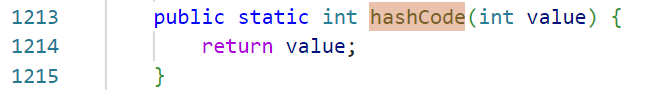 1213 public static int hashCode(int value) {
1214 return value;
1215 }